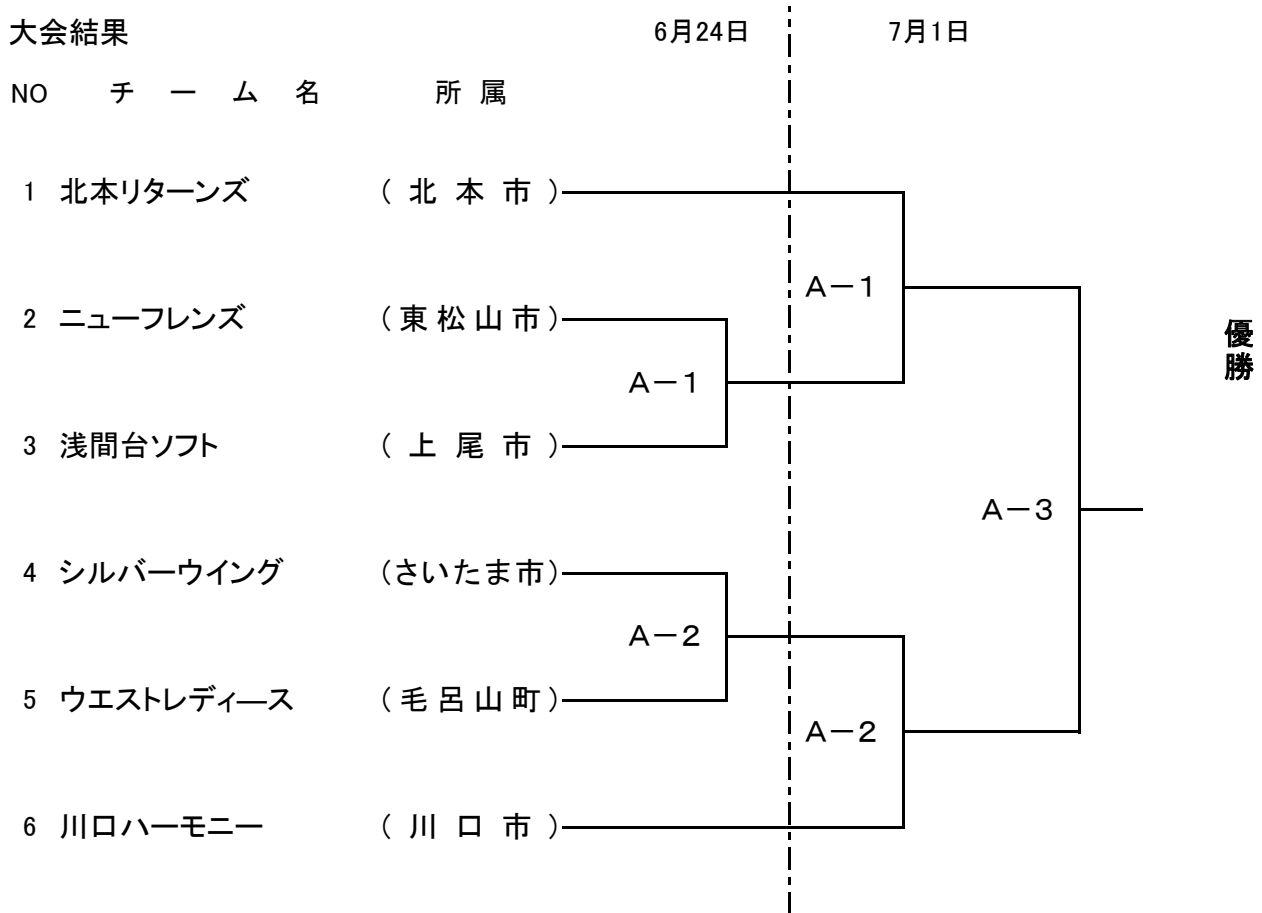 大会結果 6月24日 7月1日
NO チーム名 所属
1 北本リターンズ (北本市)
A－1
2 ニューフレンズ (東松山市)
優勝
A－1
3 浅間台ソフト (上尾市)
A－3
4 シルバーウイング (さいたま市)
A－2
5 ウエストレディ―ス (毛呂山町)
A－2
6 川口ハーモニー (川口市)